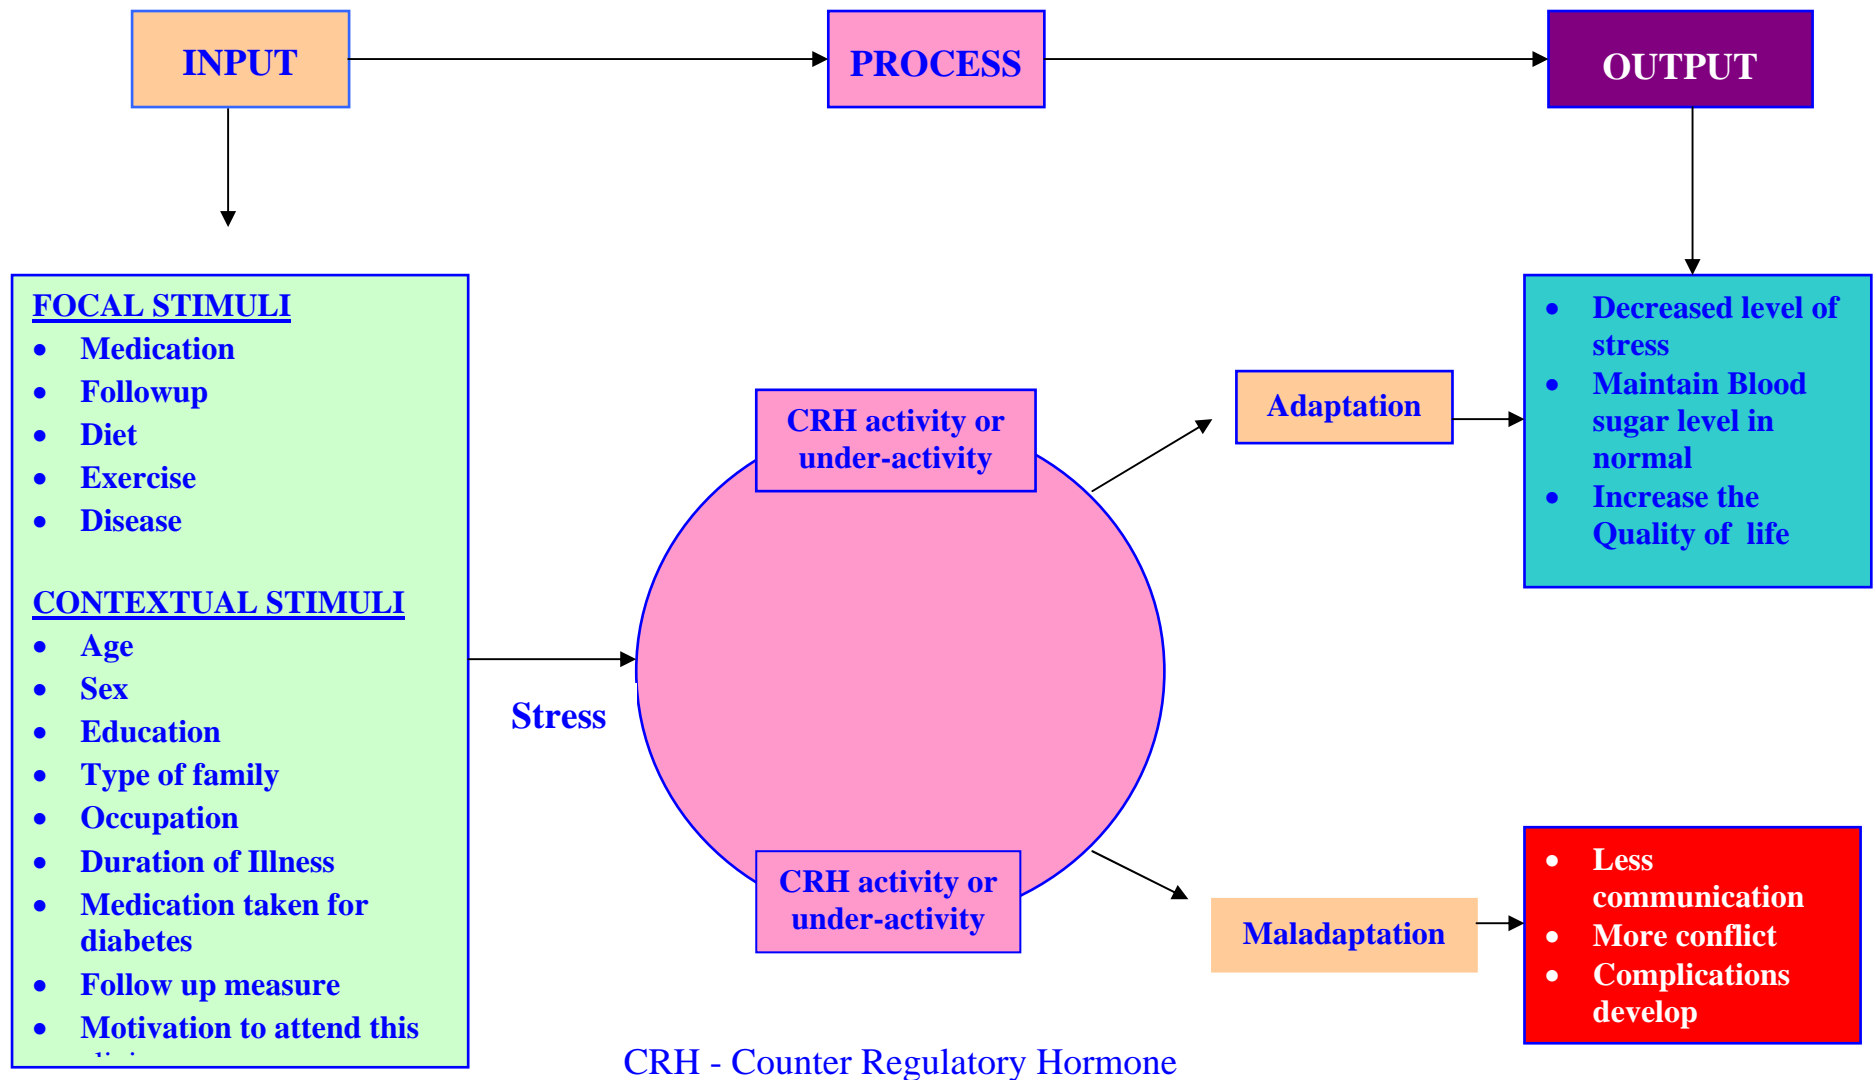 INPUT
PROCESS
OUTPUT
FOCAL STIMULI
• Medication
• Followup
• Diet
• Exercise
• Disease
CONTEXTUAL STIMULI
• Age
• Sex
• Education
• Type of family
• Occupation
• Duration of Illness
• Medication taken for
diabetes
• Follow up measure
• Motivation to attend this
Stress
CRH activity or
under-activity
CRH activity or
under-activity
Adaptation
Maladaptation
• Decreased level of
stress
• Maintain Blood
sugar level in
normal
• Increase the
Quality of life
• Less
communication
• More conflict
• Complications
develop
CRH - Counter Regulatory Hormone